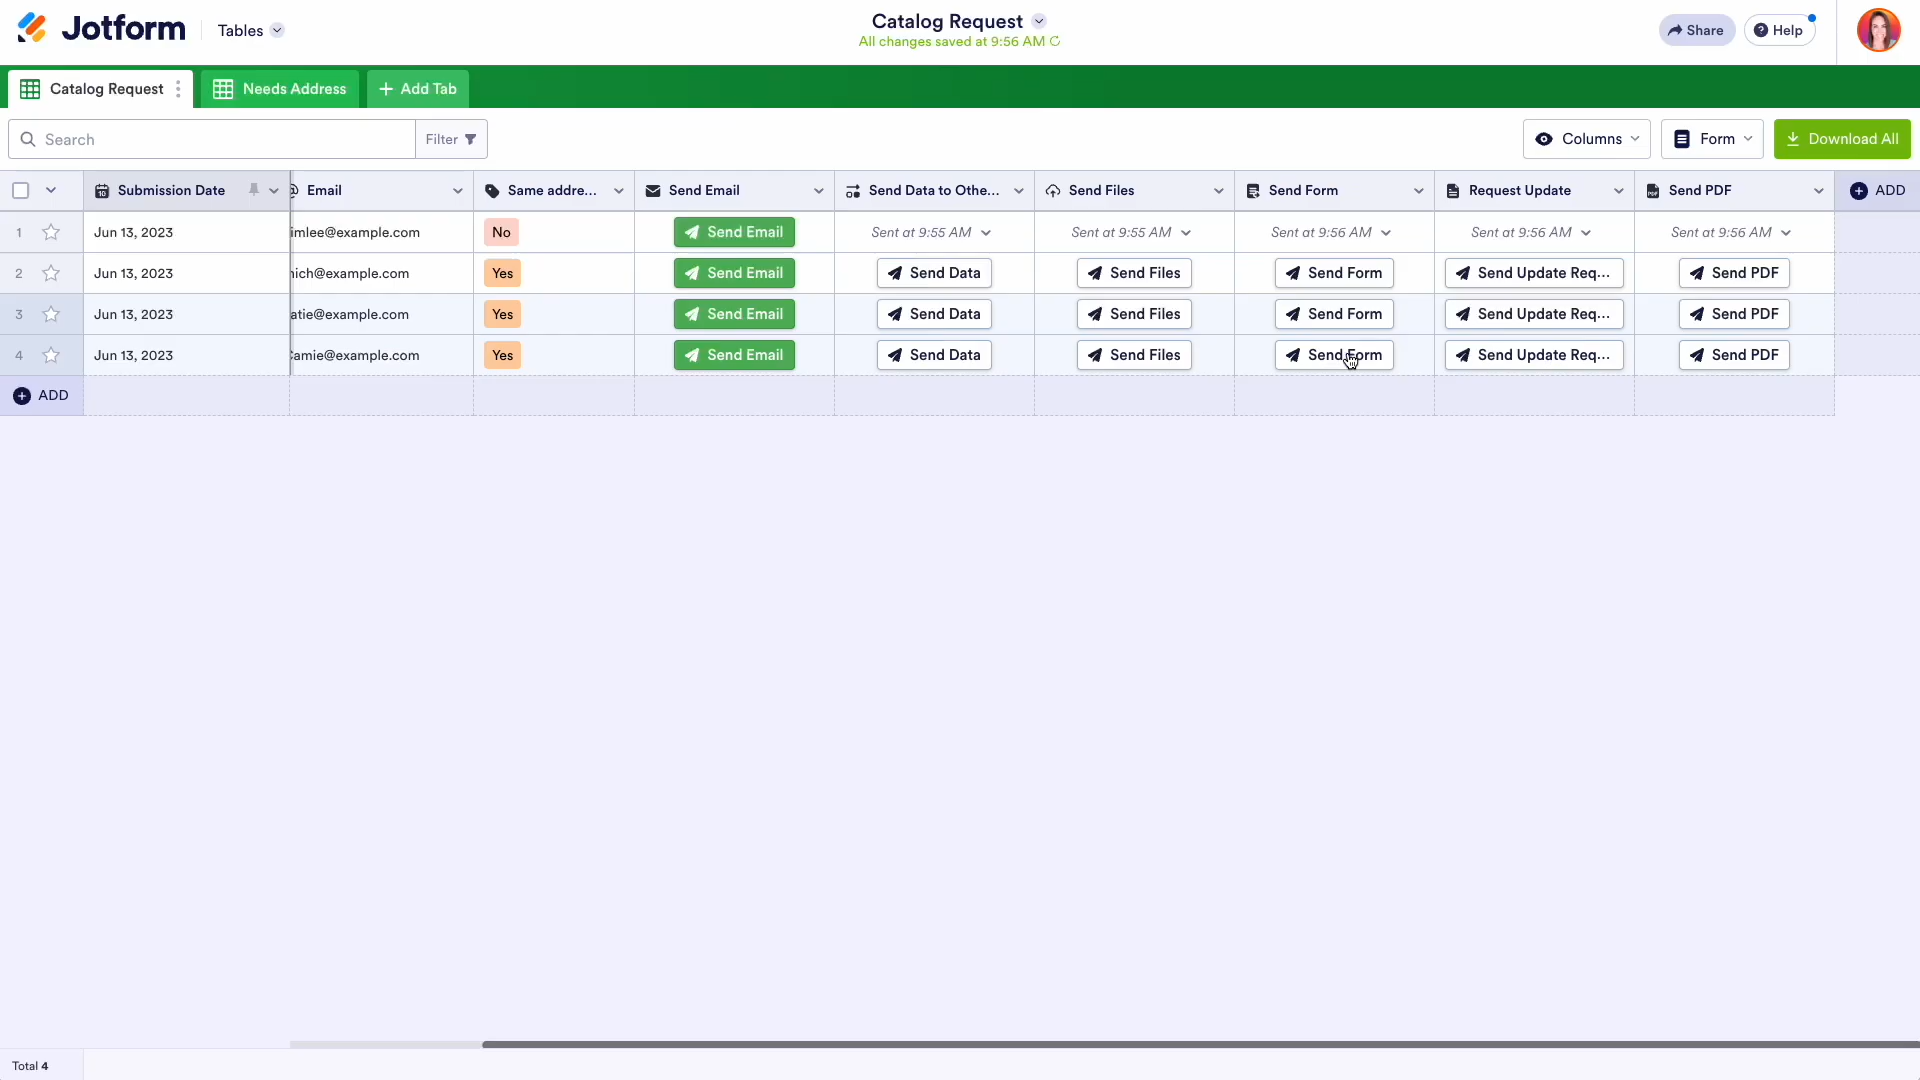 Jotform
Tables
Catalog Request
All changes saved at 9:56 AM
Share
Help
Catalog Request
Needs Address
+ Add Tab
Search
Filter
Columns
Form
Download All
Submission Date
Email
Same addre...
Send Email
Send Data to Othe...
Send Files
Send Form
Request Update
Send PDF
ADD
1
Jun 13, 2023
imlee@example.com
No
Send Email
Sent at 9:55 AM
Sent at 9:55 AM
Sent at 9:56 AM
Sent at 9:56 AM
Sent at 9:56 AM
2
Jun 13, 2023
ich@example.com
Yes
Send Email
Send Data
Send Files
Send Form
Send Update Req...
Send PDF
3
Jun 13, 2023
atie@example.com
Yes
Send Email
Send Data
Send Files
Send Form
Send Update Req...
Send PDF
4
Jun 13, 2023
amie@example.com
Yes
Send Email
Send Data
Send Files
Send Form
Send Update Req...
Send PDF
ADD
Total 4